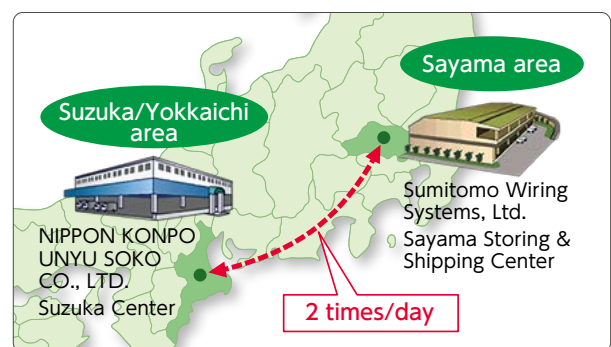 Sayama area
Suzuka/Yokkaichi
area
Sumitomo Wiring
Systems, Ltd.
Sayama Storing &
Shipping Center
NIPPON KONPO
UNYU SOKO
CO., LTD.
Suzuka Center
2 times/day